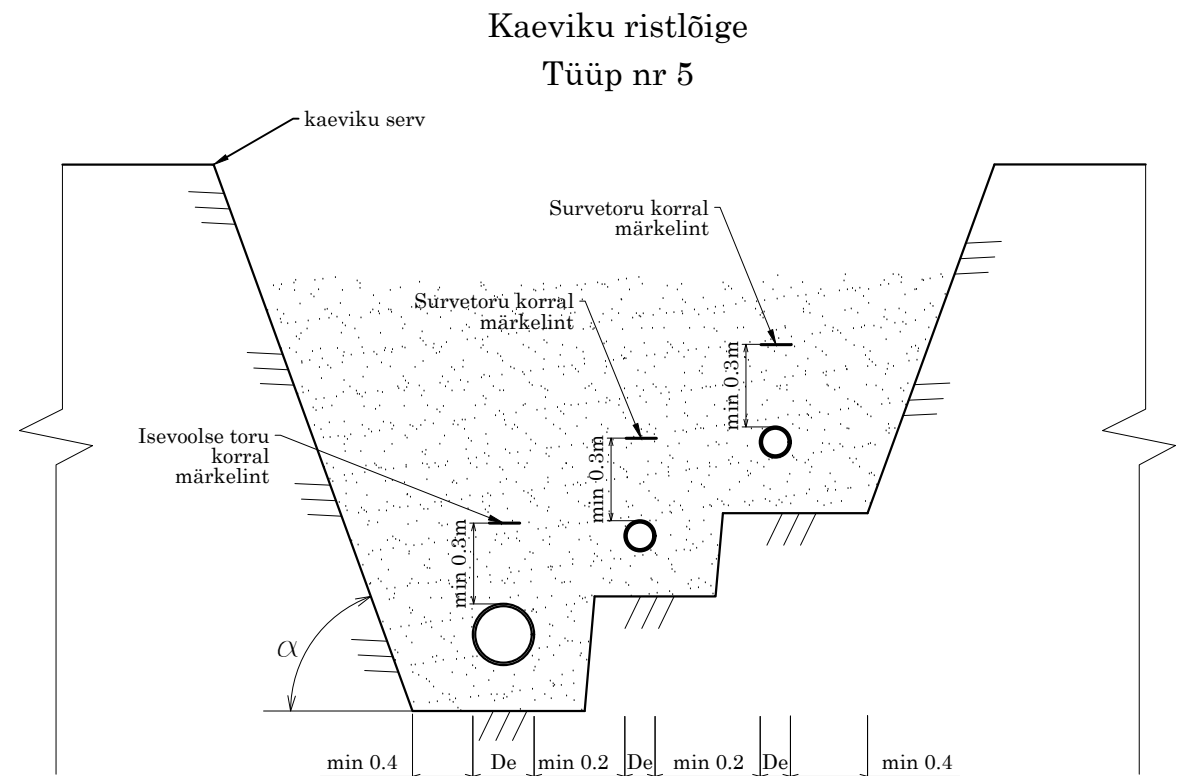 Kaeviku ristlõige
Tüüp nr 5
kaeviku serv
Survetoru korral
märkelint
Survetoru korral
märkelint
min 0.3m
Isevoolse toru
korral
märkelint
min 0.3m
min 0.3m
α
min 0.4
De
min 0.2
De
min 0.2
De
min 0.4